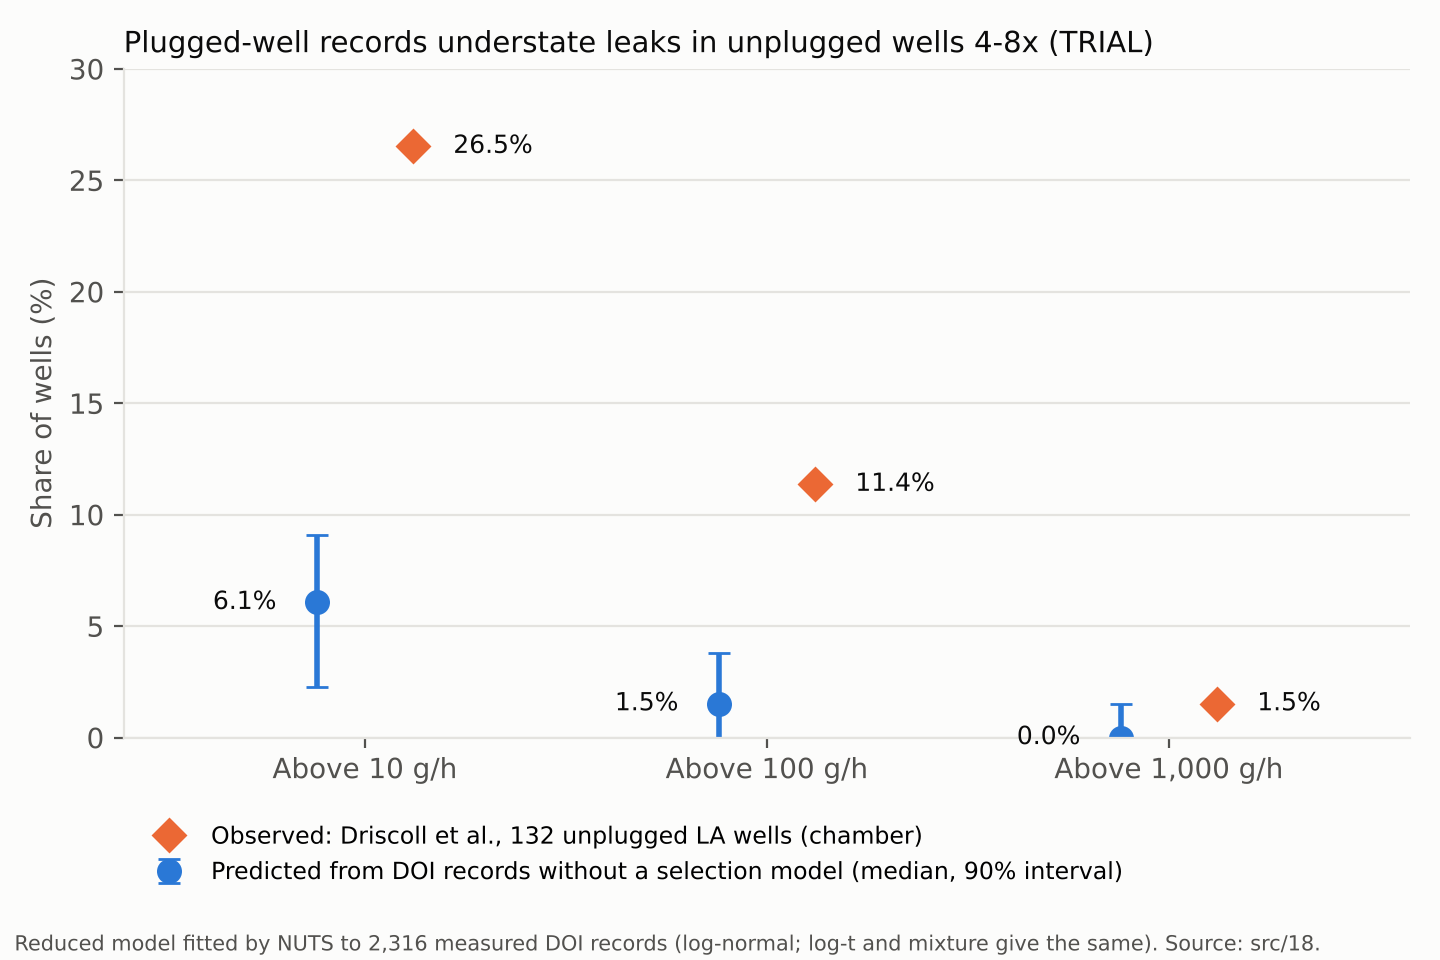 Plugged-well records understate leaks in unplugged wells 4-8x (TRIAL)
30
25
20
15
10
5
0
Share of wells (%)
26.5%
11.4%
6.1%
1.5%
1.5%
0.0%
Above 10 g/h
Above 100 g/h
Above 1,000 g/h
Observed: Driscoll et al., 132 unplugged LA wells (chamber)
Predicted from DOI records without a selection model (median, 90% interval)
Reduced model fitted by NUTS to 2,316 measured DOI records (log-normal; log-t and mixture give the same). Source: src/18.